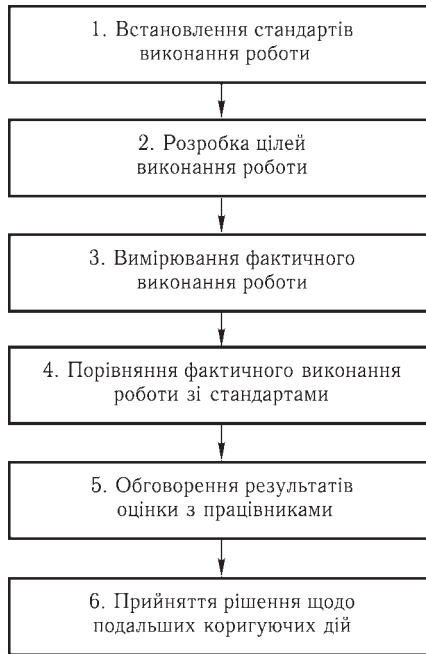 1. Встановлення стандартів
виконання роботи
2. Розробка цілей
виконання роботи
3. Вимірювання фактичного
виконання роботи
4. Порівняння фактичного виконання
роботи зі стандартами
5. Обговорення результатів
оцінки з працівниками
6. Прийняття рішення щодо
подальших коригуючих дій